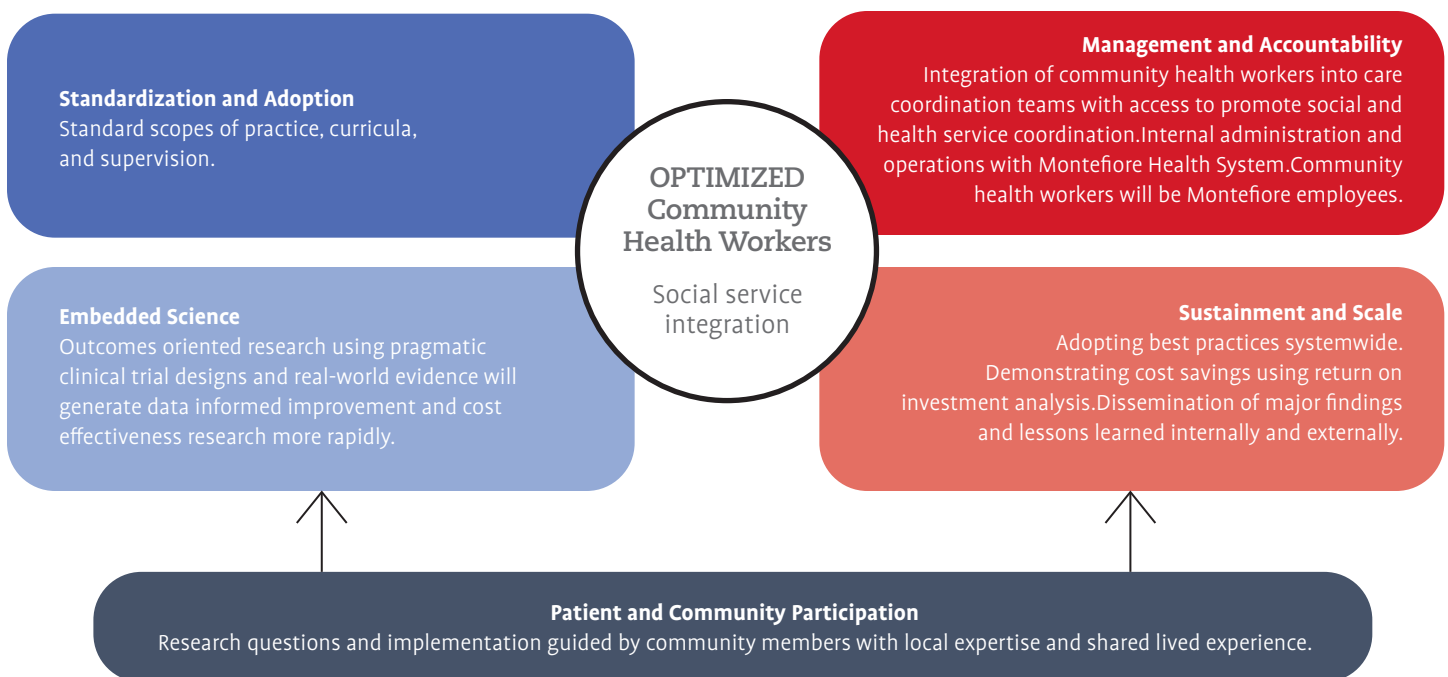 Standardization and Adoption
Standard scopes of practice, curricula,
and supervision.
Management and Accountability
Integration of community health workers into care
coordination teams with access to promote social and
health service coordination.Internal administration and
operations with Montefiore Health System.Community
health workers will be Montefiore employees.
OPTIMIZED
Community
Health Workers
Social service
integration
Embedded Science
Outcomes oriented research using pragmatic
clinical trial designs and real-world evidence will
generate data informed improvement and cost
effectiveness research more rapidly.
Sustainment and Scale
Adopting best practices systemwide.
Demonstrating cost savings using return on
investment analysis.Dissemination of major findings
and lessons learned internally and externally.
Patient and Community Participation
Research questions and implementation guided by community members with local expertise and shared lived experience.